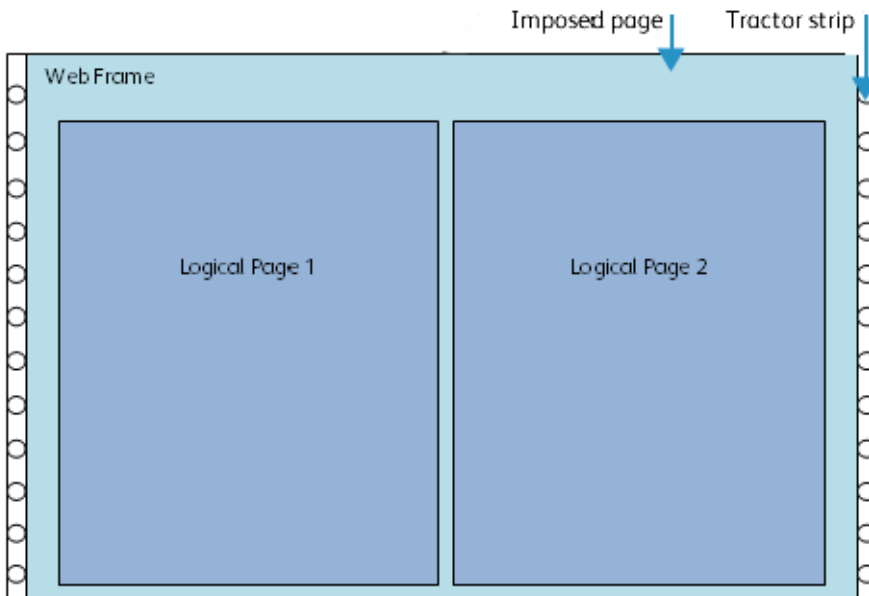 Imposed page Tractor strip
Web Frame
Logical Page 1 Logical Page 2